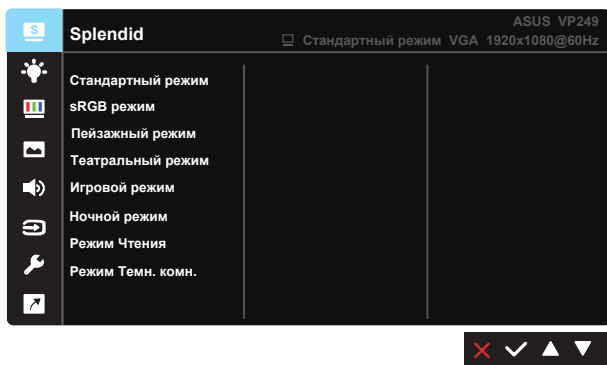 S
Splendid
ASUS VP249
Стандартный режим VGA 1920x1080@60Hz
Стандартный режим
sRGB режим
Пейзажный режим
Театральный режим
Игровой режим
Ночной режим
Режим Чтения
Режим Темн. комн.